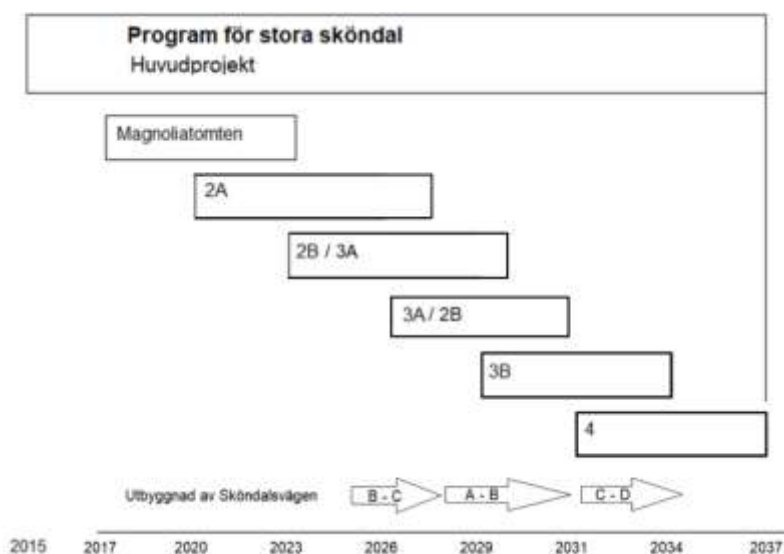 Program för stora sköndal
Huvudprojekt
Magnoliatomten
2A
2B / 3A
3A / 2B
3B
4
Utbyggnad av Sköndalsvägen
B - C
A - B
C - D
2015 2017 2020 2023 2026 2029 2031 2034 2037